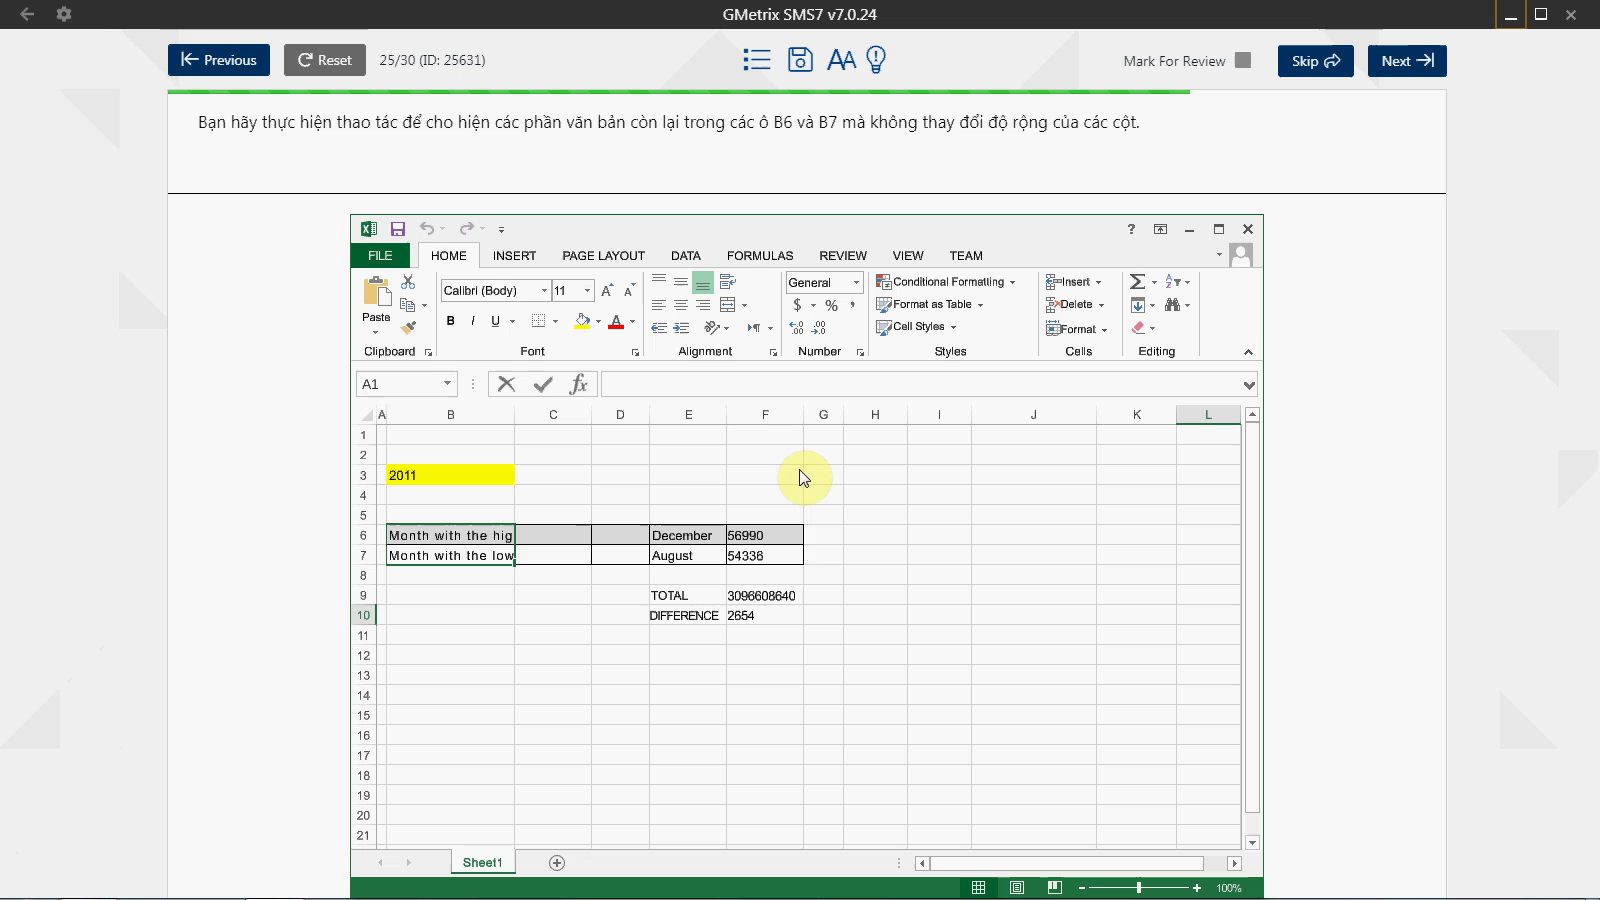 GMetrix SMS7 v7.0.24
Previous Reset 25/30 (ID: 25631) AA Mark For Review Skip Next
Bạn hãy thực hiện thao tác để cho hiện các phần văn bản còn lại trong các ô B6 và B7 mà không thay đổi độ rộng của các cột.
?
FILE HOME INSERT PAGE LAYOUT DATA FORMULAS REVIEW VIEW TEAM
Paste
Calibri (Body) 11 A A
B I U A
General
$ % ,
Conditional Formatting
Format as Table
Cell Styles
Insert
Delete
Format
Clipboard Font Alignment Number Styles Cells Editing
A1 fx
A B C D E F G H I J K L
1
2
3 2011
4
5
6 Month with the hig December 56990
7 Month with the low August 54336
8
9 TOTAL 3096608640
10 DIFFERENCE 2654
11
12
13
14
15
16
17
18
19
20
21
Sheet1
100%